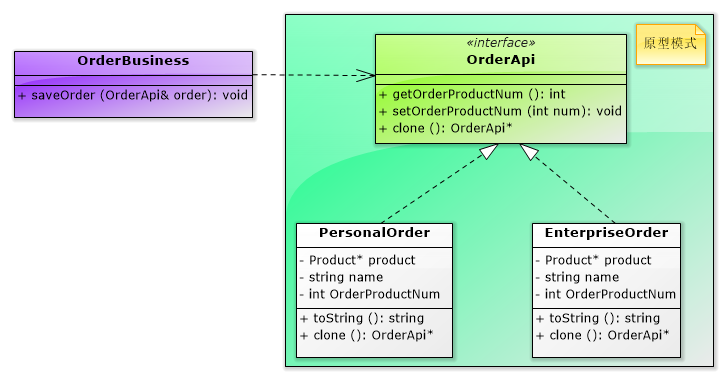 OrderBusiness
+ saveOrder (OrderApi& order): void
«interface»
OrderApi
+ getOrderProductNum (): int
+ setOrderProductNum (int num): void
+ clone (): OrderApi*
原型模式
PersonalOrder
- Product* product
- string name
- int OrderProductNum
+ toString (): string
+ clone (): OrderApi*
EnterpriseOrder
- Product* product
- string name
- int OrderProductNum
+ toString (): string
+ clone (): OrderApi*